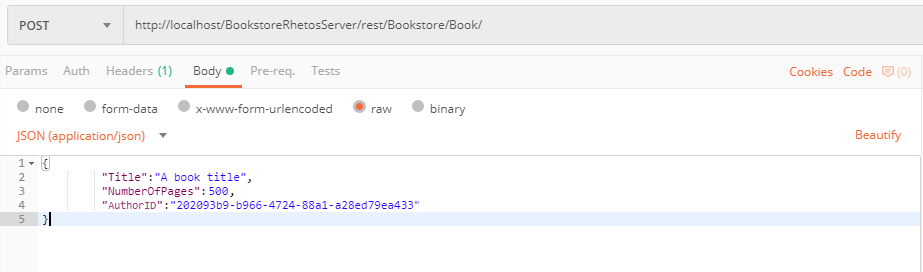 POST http://localhost/BookstoreRhetosServer/rest/Bookstore/Book/
Params Auth Headers (1) Body Pre-req. Tests Cookies Code (0)
none form-data x-www-form-urlencoded raw binary
JSON (application/json) Beautify
1 {
2 "Title":"A book title",
3 "NumberOfPages":500,
4 "AuthorID":"202093b9-b966-4724-88a1-a28ed79ea433"
5 }